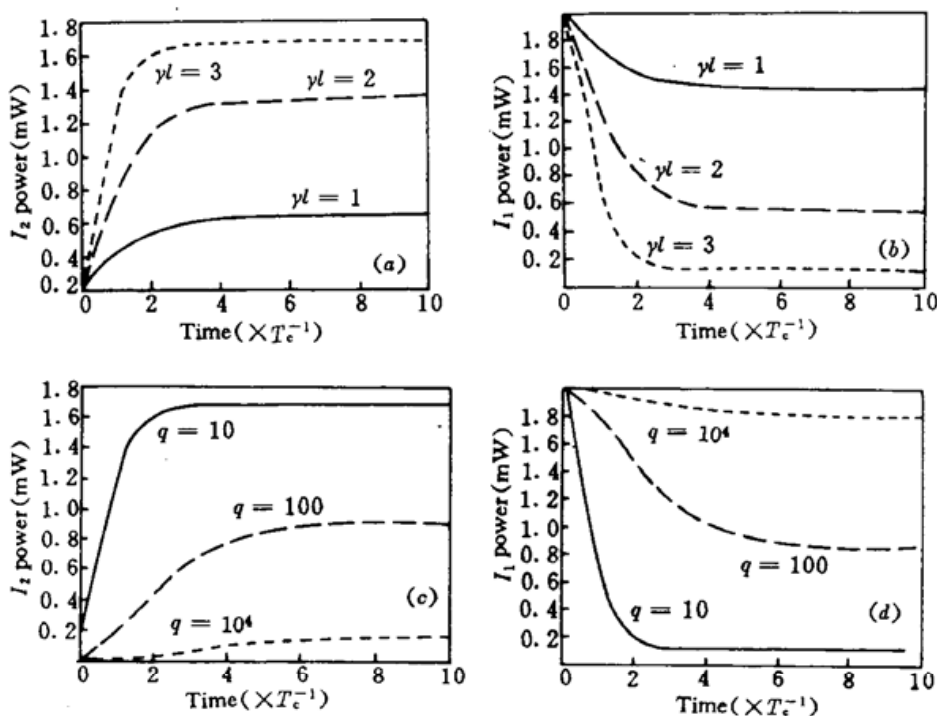 1. 8
1. 6
1. 4
1. 2
1. 0
0. 8
0. 6
0. 4
0. 2
I₂ power(mW)
γl = 3
γl = 2
γl = 1
(a)
0 2 4 6 8 10
Time(×T_c⁻¹)
1. 8
1. 6
1. 4
1. 2
1. 0
0. 8
0. 6
0. 4
0. 2
I₁ power(mW)
γl = 1
γl = 2
γl = 3
(b)
0 2 4 6 8 10
Time(×T_c⁻¹)
1. 8
1. 6
1. 4
1. 2
1. 0
0. 8
0. 6
0. 4
0. 2
I₂ power(mW)
q = 10
q = 100
q = 10⁴
(c)
0 2 4 6 8 10
Time(×T_c⁻¹)
1. 8
1. 6
1. 4
1. 2
1. 0
0. 8
0. 6
0. 4
0. 2
I₁ power(mW)
q = 10⁴
q = 100
q = 10
(d)
0 2 4 6 8 10
Time(×T_c⁻¹)